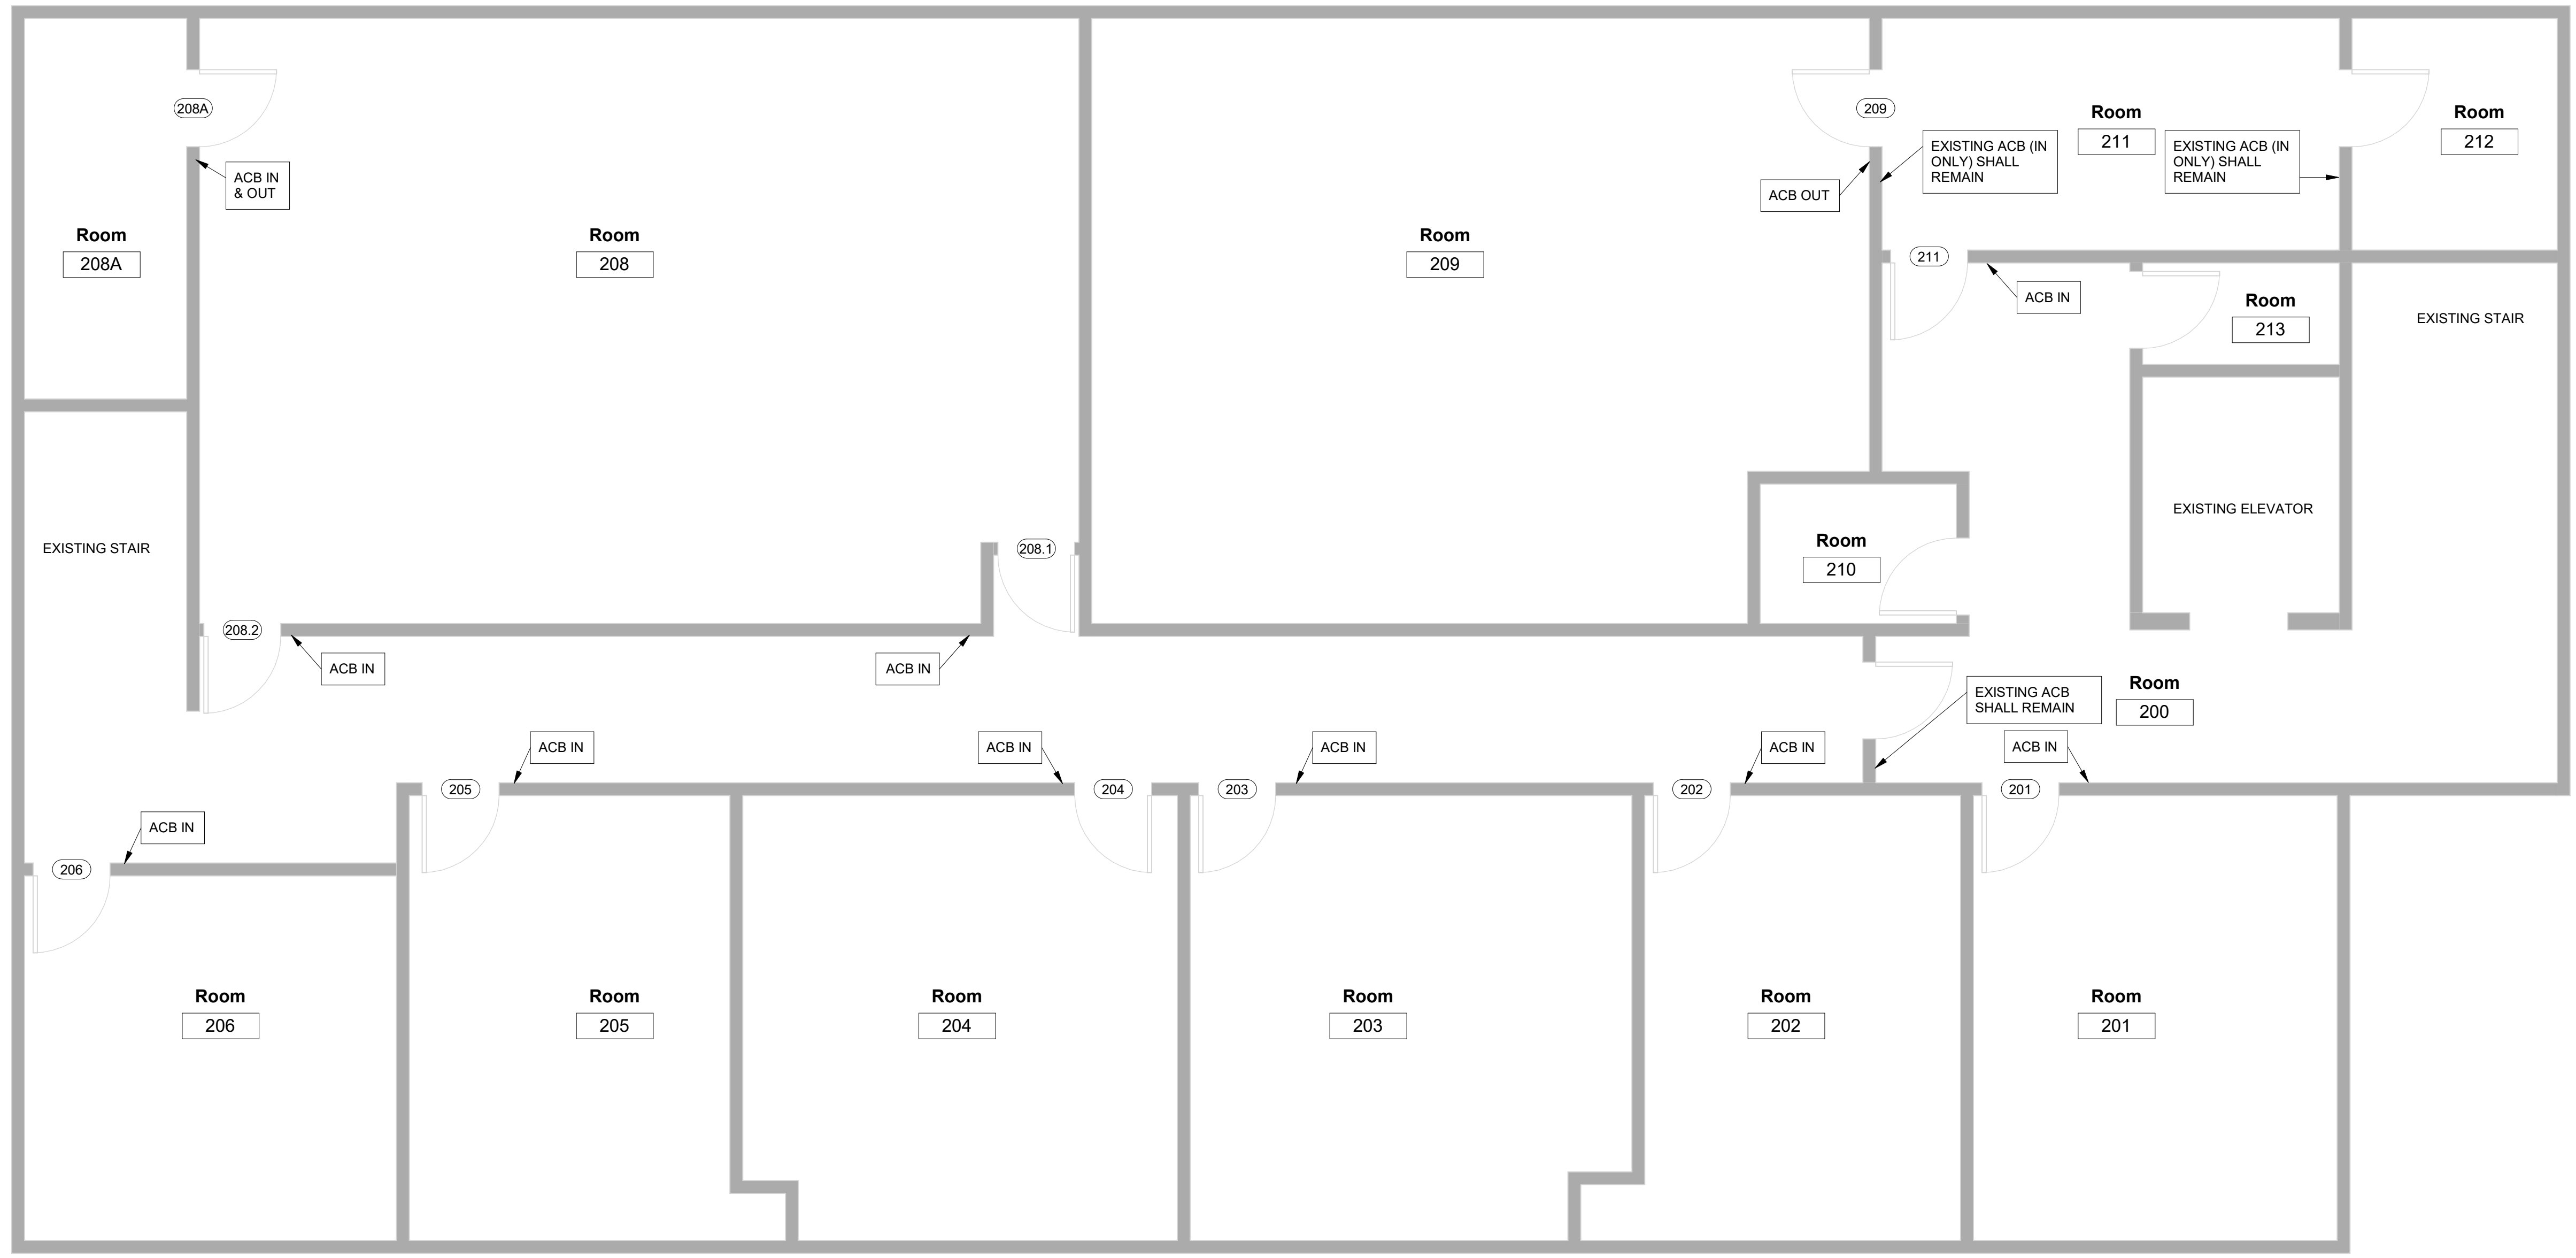 208A
209
Room
211
Room
212
EXISTING ACB (IN
ONLY) SHALL
REMAIN
EXISTING ACB (IN
ONLY) SHALL
REMAIN
ACB IN
& OUT
ACB OUT
Room
208A
Room
208
Room
209
211
ACB IN
Room
213
EXISTING STAIR
EXISTING ELEVATOR
EXISTING STAIR
208.1
Room
210
208.2
ACB IN
ACB IN
EXISTING ACB
SHALL REMAIN
Room
200
ACB IN
ACB IN
ACB IN
ACB IN
ACB IN
205
204
203
202
201
ACB IN
206
Room
206
Room
205
Room
204
Room
203
Room
202
Room
201